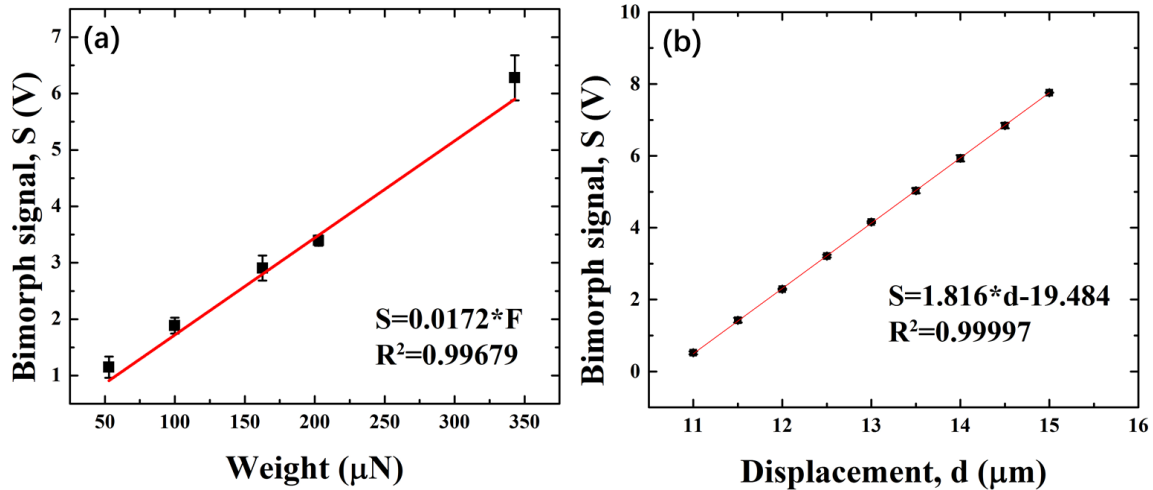 (a)
Bimorph signal, S (V)
7
6
5
4
3
2
1
S=0.0172*F
R²=0.99679
50 100 150 200 250 300 350
Weight (μN)
(b)
Bimorph signal, S (V)
10
8
6
4
2
0
S=1.816*d-19.484
R²=0.99997
11 12 13 14 15 16
Displacement, d (μm)